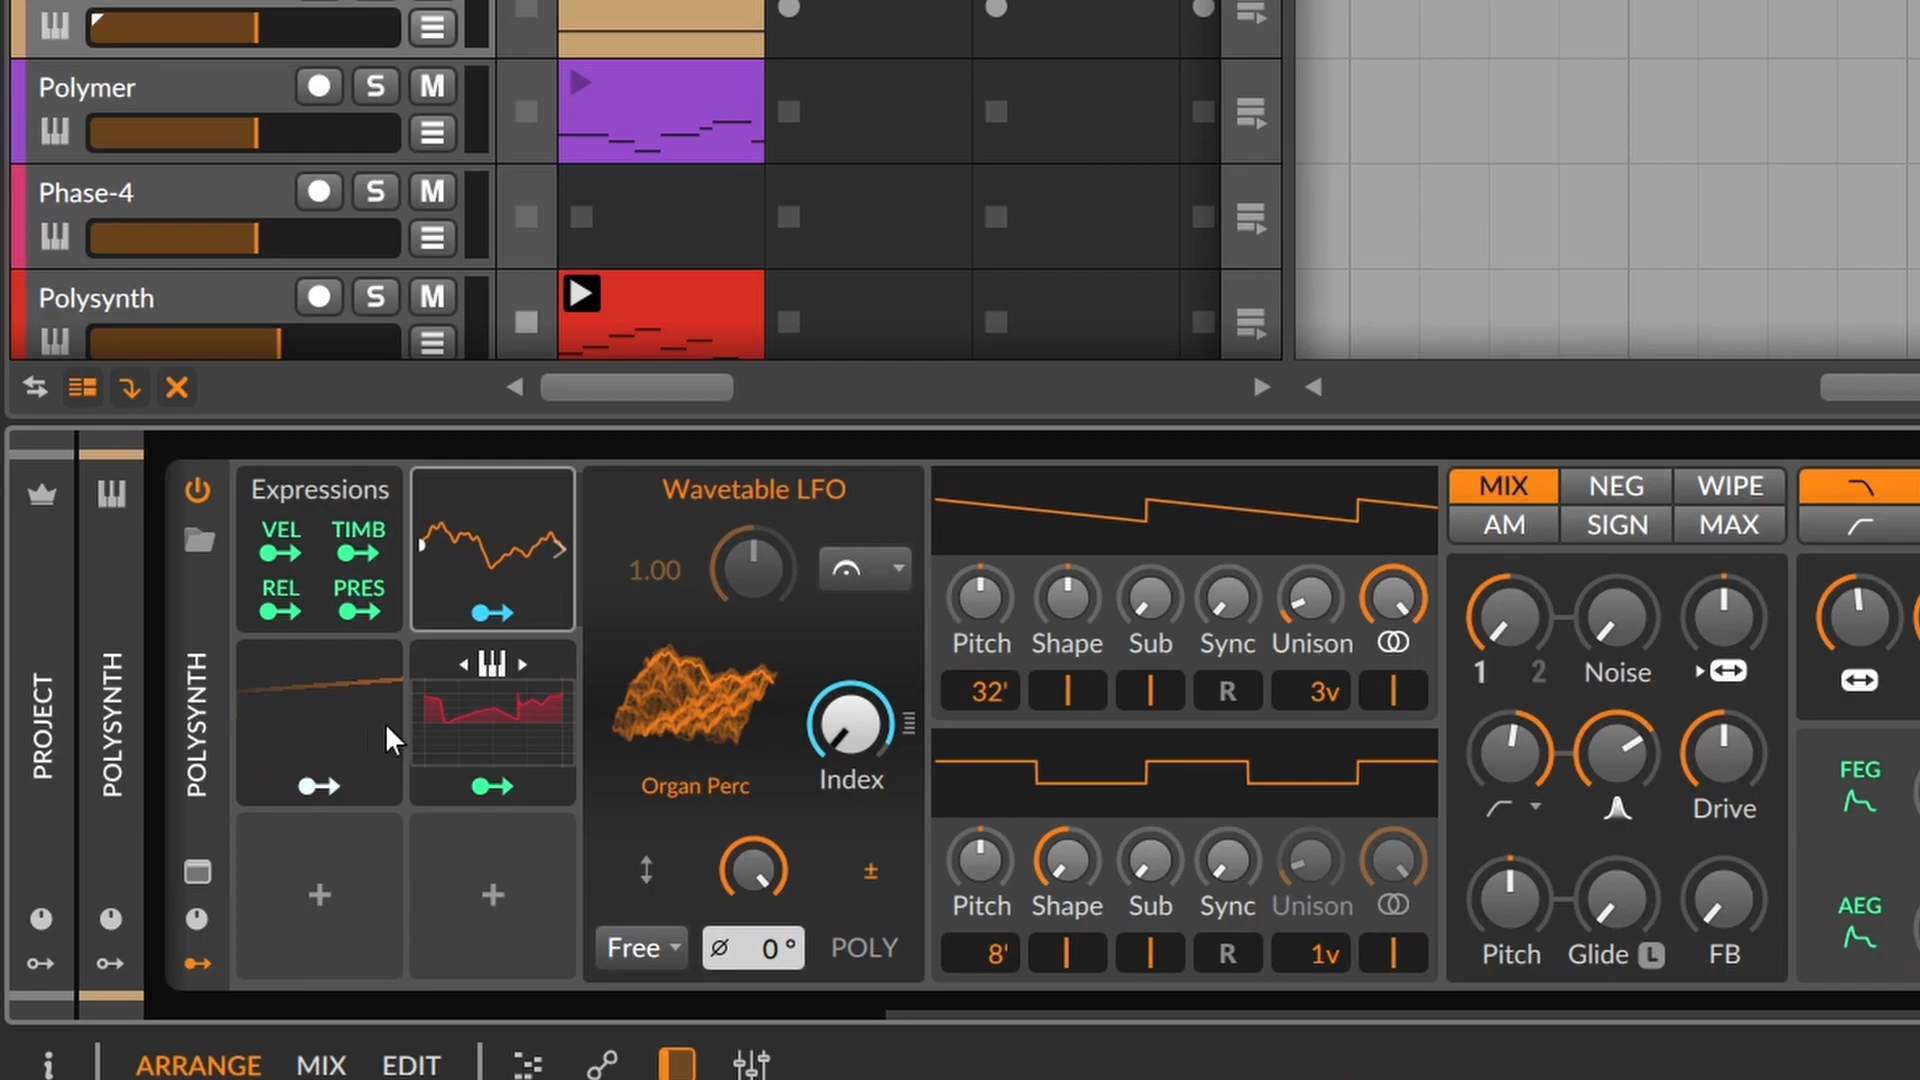 Polymer S M
Phase-4 S M
Polysynth S M
PROJECT
POLYSYNTH
POLYSYNTH
Expressions
VEL TIMB
REL PRES
Wavetable LFO
1.00
Organ Perc
Index
±
Free ø 0° POLY
Pitch Shape Sub Sync Unison
32' R 3v
Pitch Shape Sub Sync Unison
8' R 1v
MIX NEG WIPE
AM SIGN MAX
1 2 Noise
Drive
Pitch Glide L FB
FEG
AEG
i ARRANGE MIX EDIT